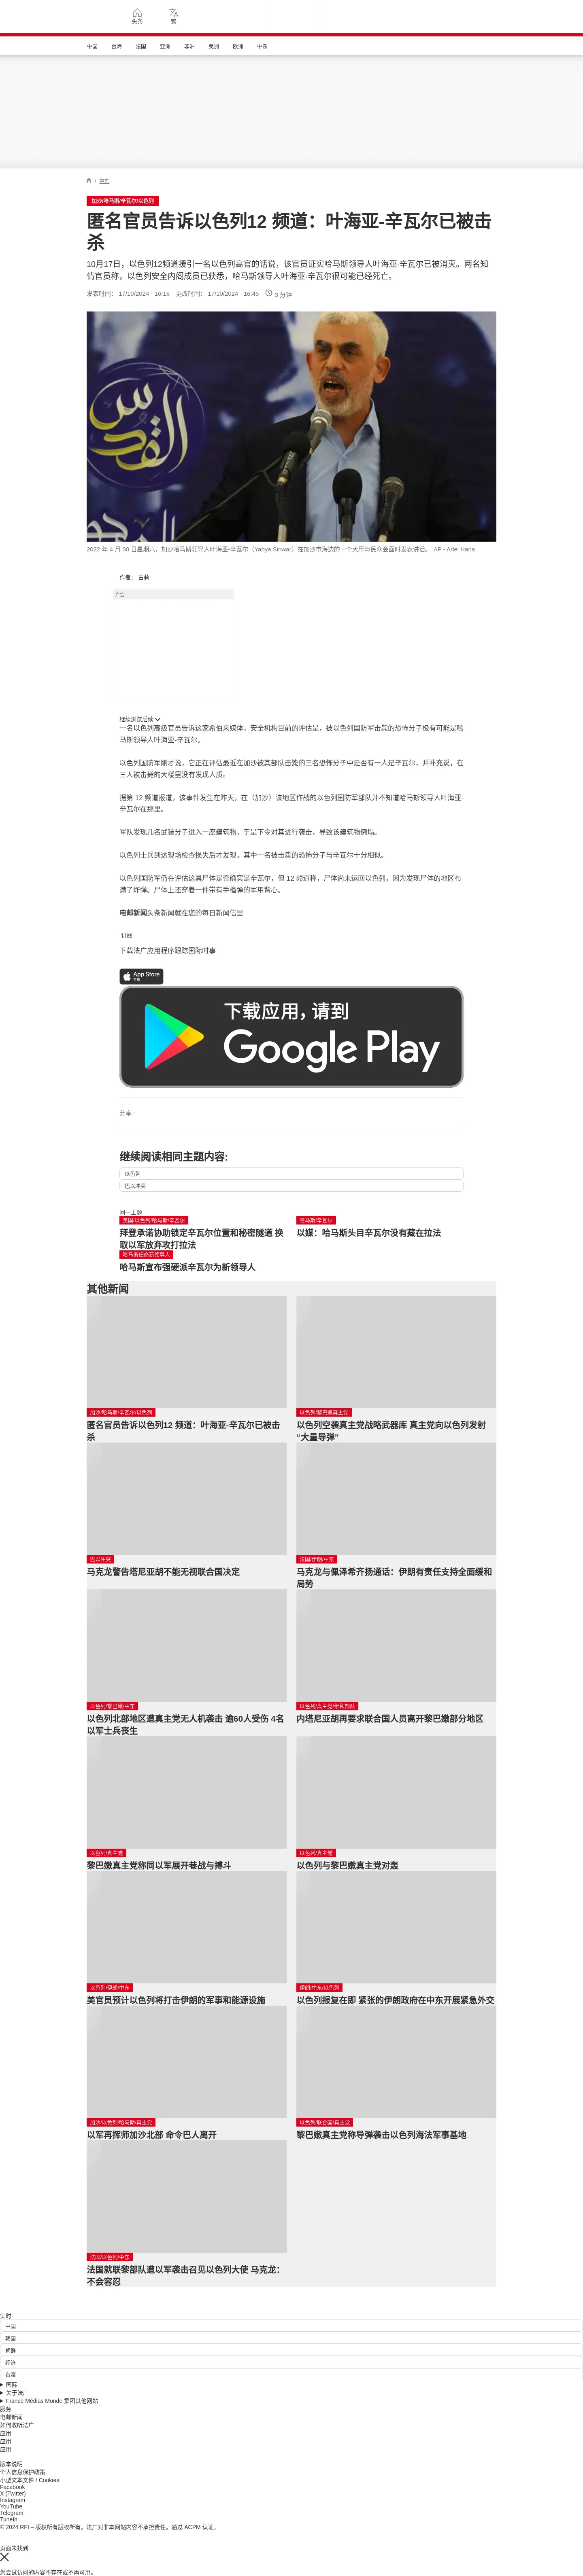 头条
繁
中国
台海
法国
亚洲
非洲
美洲
欧洲
中东
/ 中东
加沙/哈马斯/辛瓦尔/以色列
匿名官员告诉以色列12 频道：叶海亚-辛瓦尔已被击
杀
10月17日，以色列12频道援引一名以色列高官的话说，该官员证实哈马斯领导人叶海亚·辛瓦尔已被消灭。两名知
情官员称，以色列安全内阁成员已获悉，哈马斯领导人叶海亚·辛瓦尔很可能已经死亡。
发表时间： 17/10/2024 - 16:16 更改时间： 17/10/2024 - 16:45 3 分钟
القدس
2022 年 4 月 30 日星期六，加沙哈马斯领导人叶海亚·辛瓦尔（Yahya Sinwar）在加沙市海边的一个大厅与民众会面时发表讲话。 AP - Adel Hana
作者： 古莉
广告
继续浏览后续
一名以色列高级官员告诉这家希伯来媒体，安全机构目前的评估是，被以色列国防军击毙的恐怖分子极有可能是哈
马斯领导人叶海亚-辛瓦尔。
以色列国防军刚才说，它正在评估最近在加沙被其部队击毙的三名恐怖分子中是否有一人是辛瓦尔，并补充说，在
三人被击毙的大楼里没有发现人质。
据第 12 频道报道，该事件发生在昨天，在（加沙）该地区作战的以色列国防军部队并不知道哈马斯领导人叶海亚-
辛瓦尔在那里。
军队发现几名武装分子进入一座建筑物，于是下令对其进行袭击，导致该建筑物倒塌。
以色列士兵到达现场检查损失后才发现，其中一名被击毙的恐怖分子与辛瓦尔十分相似。
以色列国防军仍在评估这具尸体是否确实是辛瓦尔，但 12 频道称，尸体尚未运回以色列，因为发现尸体的地区布
满了炸弹。尸体上还穿着一件带有手榴弹的军用背心。
电邮新闻头条新闻就在您的每日新闻信里
订阅
下载法广应用程序跟踪国际时事
App Store
下载
下载应用，请到
Google Play
分享 :
继续阅读相同主题内容:
以色列
巴以冲突
同一主题
美国/以色列/哈马斯/辛瓦尔
拜登承诺协助锁定辛瓦尔位置和秘密隧道 换
取以军放弃攻打拉法
哈马斯/辛瓦尔
以媒：哈马斯头目辛瓦尔没有藏在拉法
哈马斯任命新领导人
哈马斯宣布强硬派辛瓦尔为新领导人
其他新闻
加沙/哈马斯/辛瓦尔/以色列
匿名官员告诉以色列12 频道：叶海亚-辛瓦尔已被击
杀
以色列/黎巴嫩真主党
以色列空袭真主党战略武器库 真主党向以色列发射
“大量导弹”
巴以冲突
马克龙警告塔尼亚胡不能无视联合国决定
法国/伊朗/中东
马克龙与佩泽希齐扬通话：伊朗有责任支持全面缓和
局势
以色列/黎巴嫩/中东
以色列北部地区遭真主党无人机袭击 逾60人受伤 4名
以军士兵丧生
以色列/真主党/维和部队
内塔尼亚胡再要求联合国人员离开黎巴嫩部分地区
以色列/真主党
黎巴嫩真主党称同以军展开巷战与搏斗
以色列/真主党
以色列与黎巴嫩真主党对轰
以色列/伊朗/中东
美官员预计以色列将打击伊朗的军事和能源设施
伊朗/中东/以色列
以色列报复在即 紧张的伊朗政府在中东开展紧急外交
加沙/以色列/哈马斯/真主党
以军再挥师加沙北部 命令巴人离开
以色列/联合国/真主党
黎巴嫩真主党称导弹袭击以色列海法军事基地
法国/以色列/中东
法国就联黎部队遭以军袭击召见以色列大使 马克龙：
不会容忍
实时
中国
韩国
朝鲜
经济
台湾
国际
关于法广
France Médias Monde 集团其他网站
服务
电邮新闻
如何收听法广
应用
应用
应用
版本说明
个人信息保护政策
小型文本文件 / Cookies
Facebook
X (Twitter)
Instagram
YouTube
Telegram
TuneIn
© 2024 RFI – 版权所有版权所有。法广对非本网站内容不承担责任。通过 ACPM 认证。
页面未找到
您尝试访问的内容不存在或不再可用。